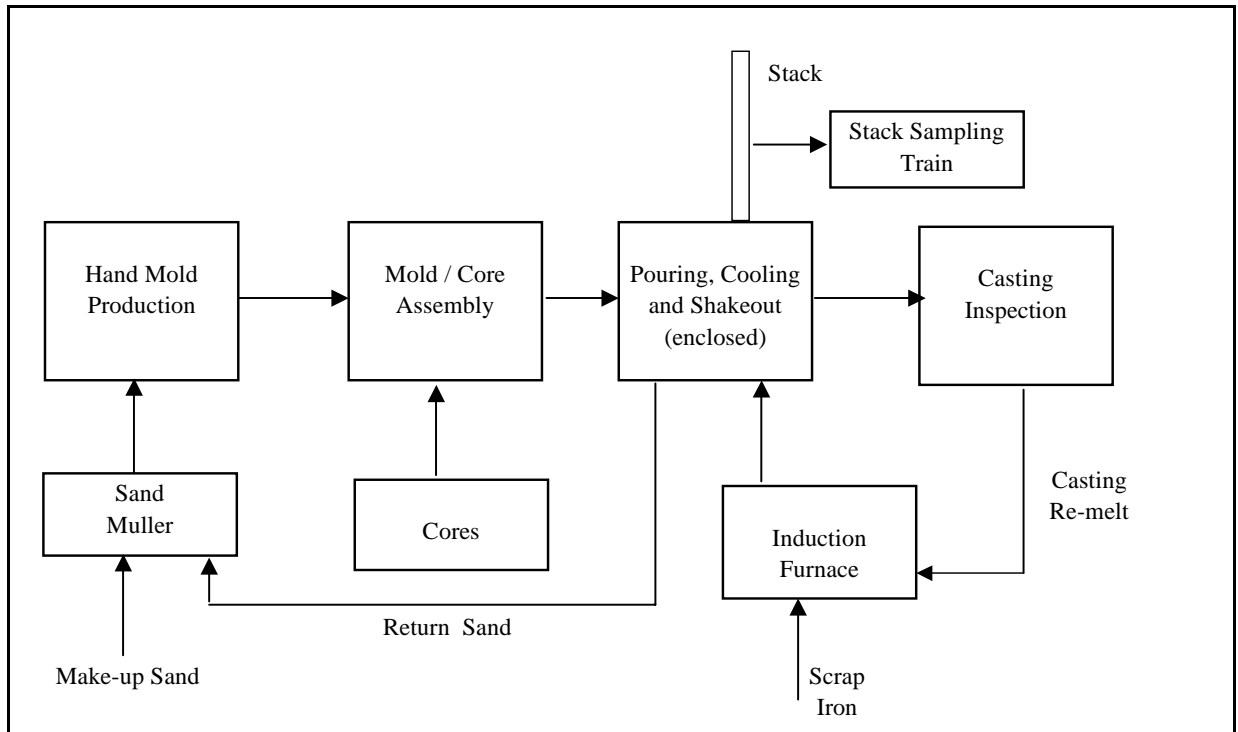 Stack
Stack Sampling
Train
Hand Mold
Production
Mold / Core
Assembly
Pouring, Cooling
and Shakeout
(enclosed)
Casting
Inspection
Sand
Muller
Cores
Induction
Furnace
Casting
Re-melt
Return Sand
Make-up Sand
Scrap
Iron